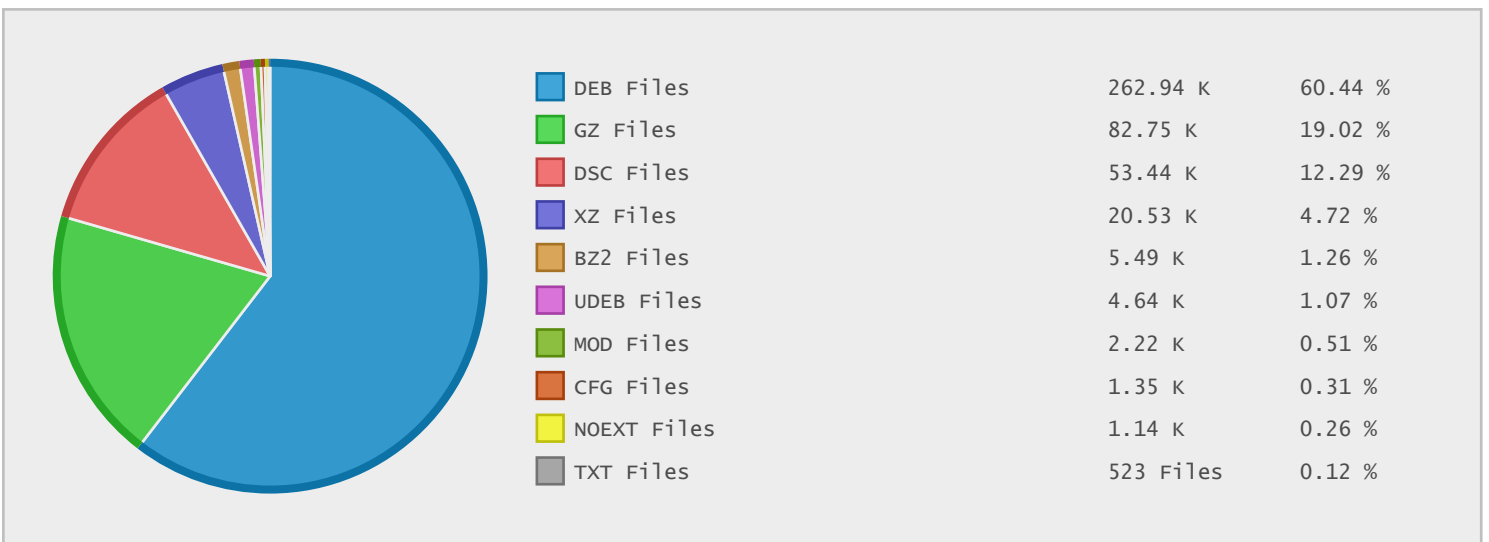 DEB Files 262.94 K 60.44 %
GZ Files 82.75 K 19.02 %
DSC Files 53.44 K 12.29 %
XZ Files 20.53 K 4.72 %
BZ2 Files 5.49 K 1.26 %
UDEB Files 4.64 K 1.07 %
MOD Files 2.22 K 0.51 %
CFG Files 1.35 K 0.31 %
NOEXT Files 1.14 K 0.26 %
TXT Files 523 Files 0.12 %